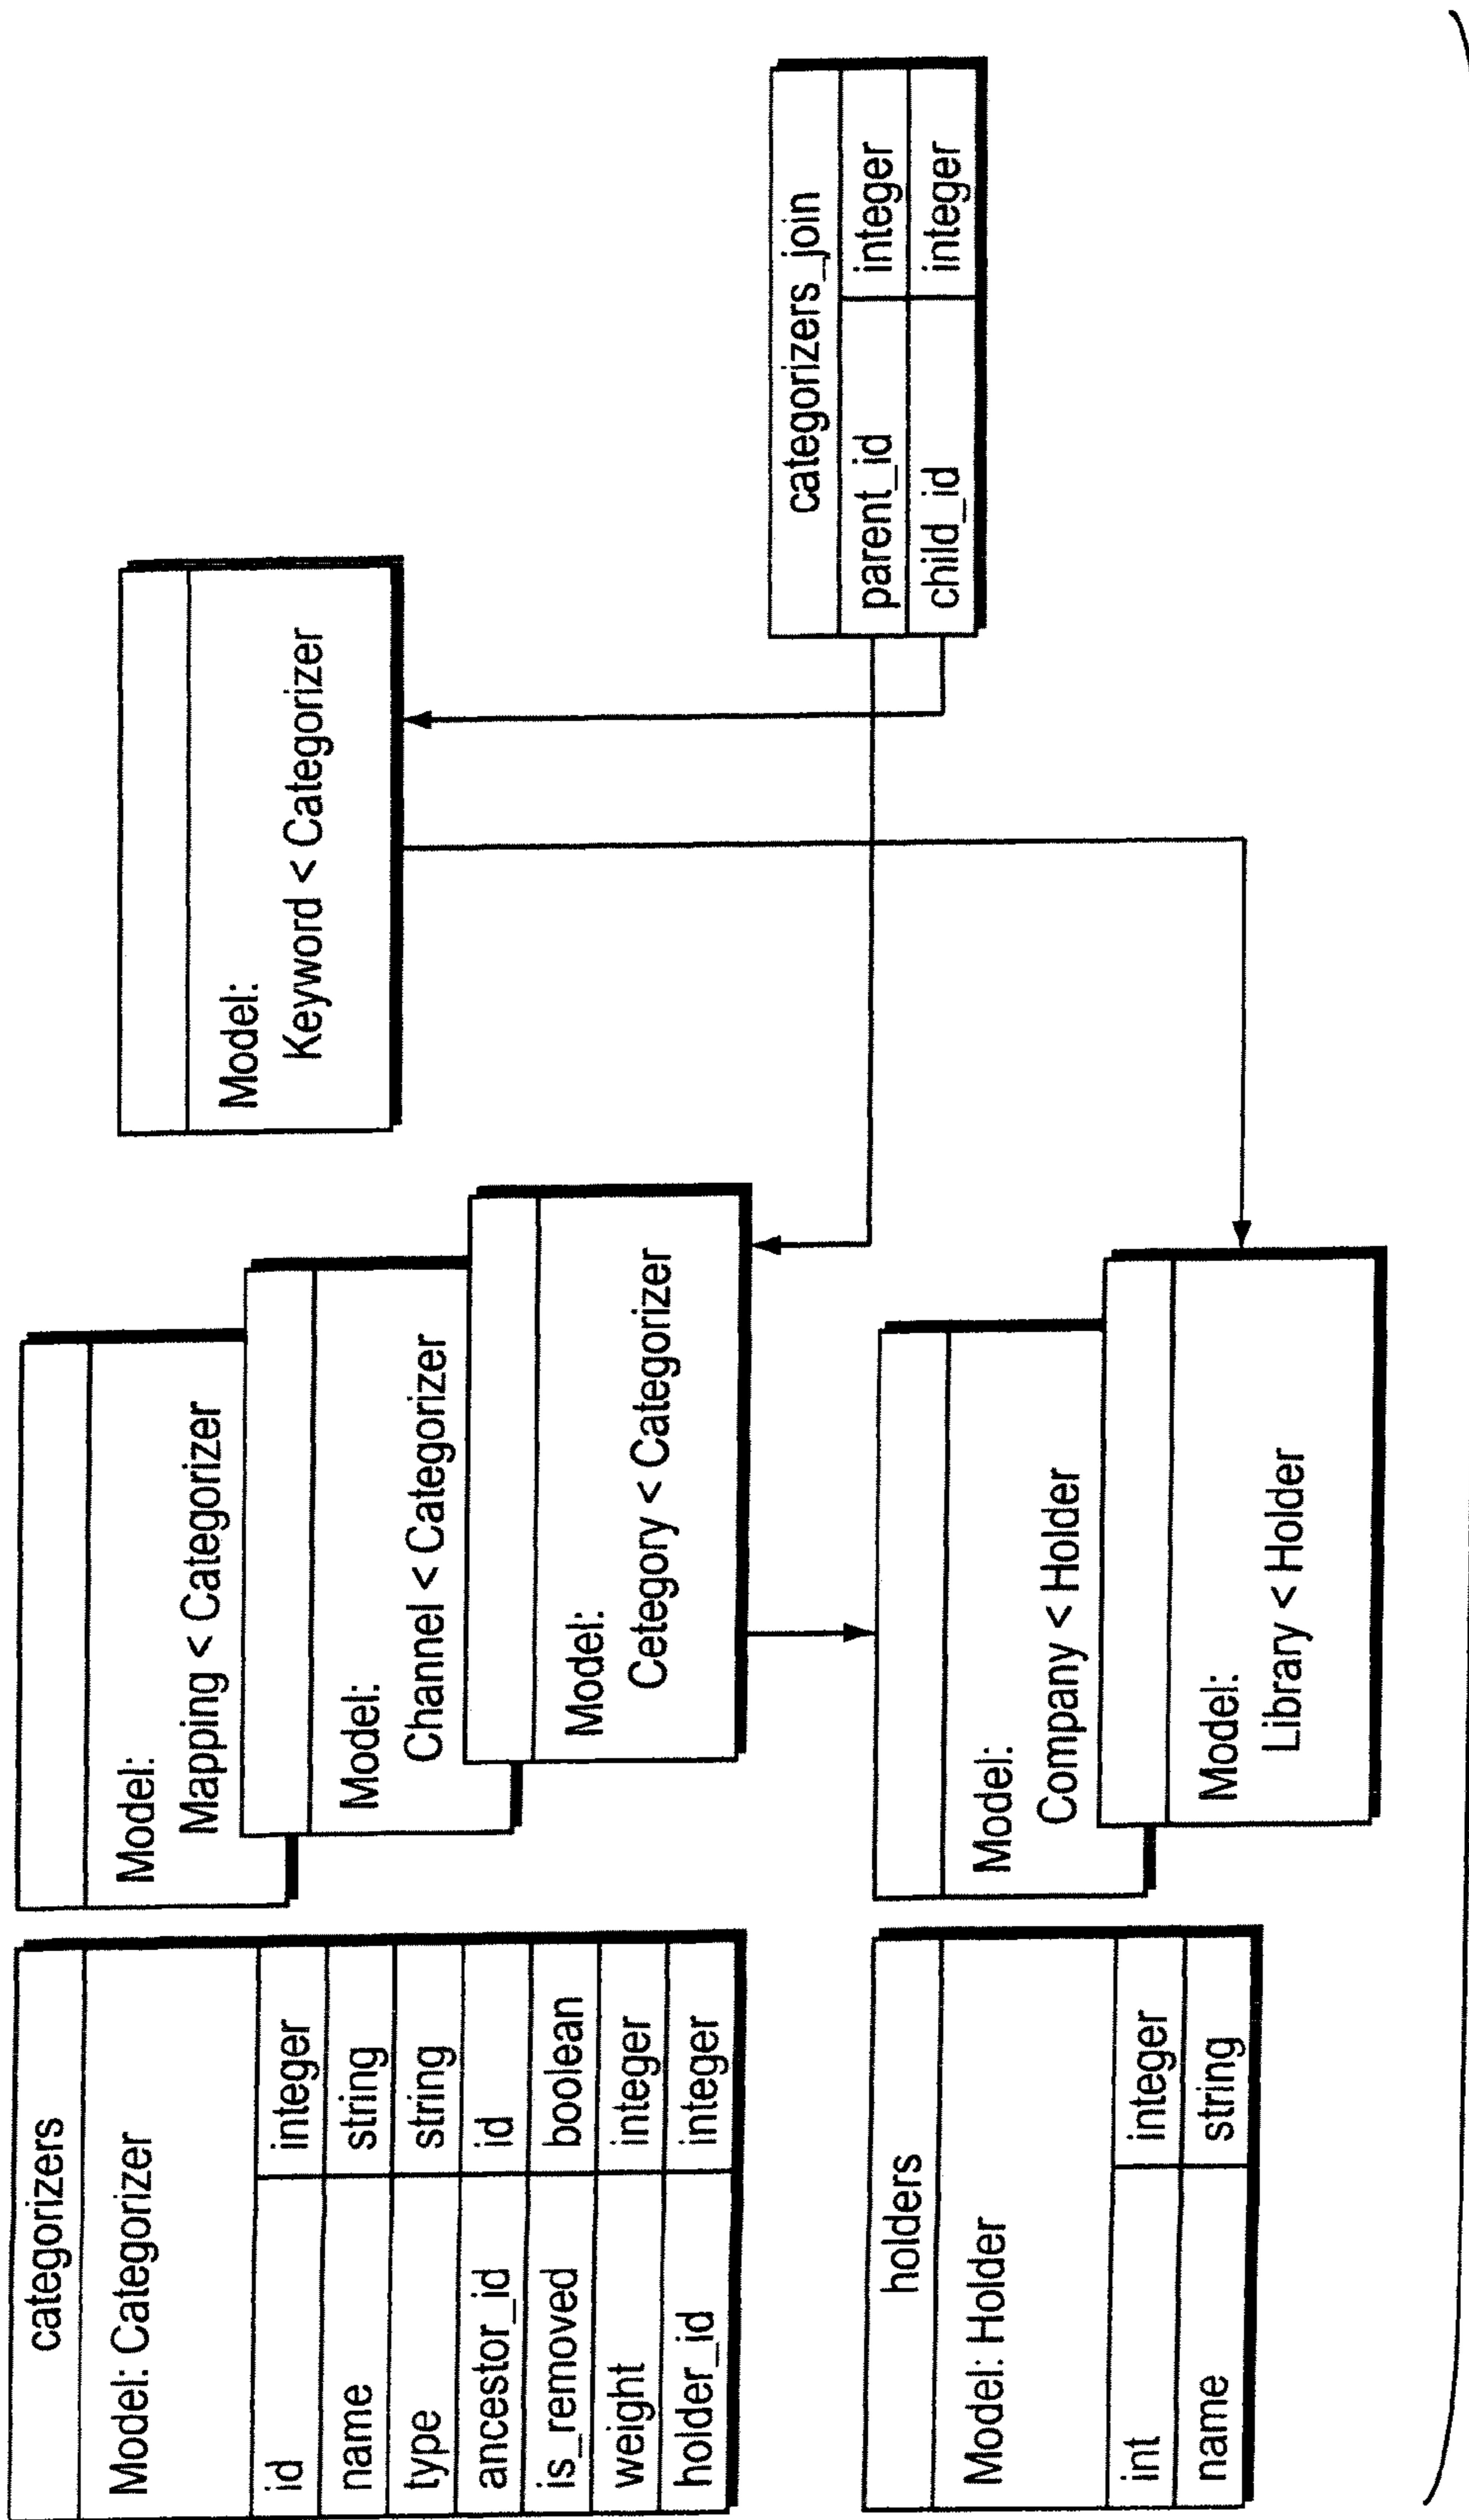 categorizers
Model: Categorizer
id integer
name string
type string
ancestor_id id
is_removed boolean
weight integer
holder_id integer
Model:
Mapping < Categorizer
Model:
Channel < Categorizer
Model:
Cetegory < Categorizer
Model:
Keyword < Categorizer
holders
Model: Holder
int integer
name string
Model:
Company < Holder
Model:
Library < Holder
categorizers_join
parent_id integer
child_id integer